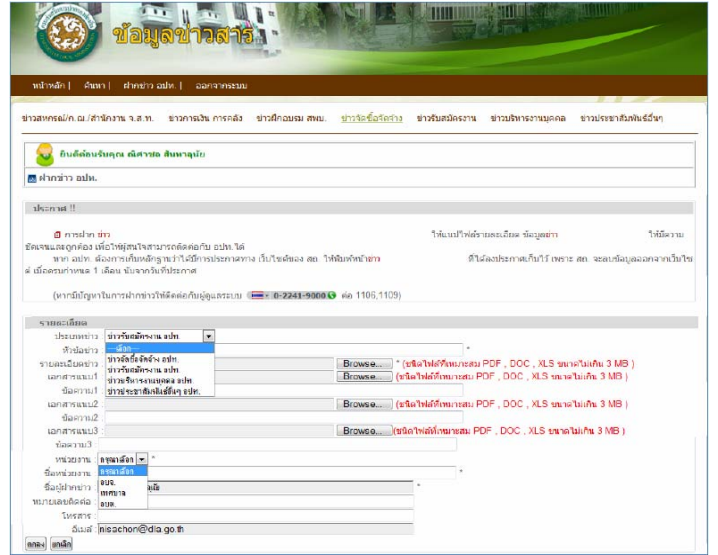 ข้อมูลข่าวสาร
หน้าหลัก | ค้นหา | ฝากข่าว อปท. | ออกจากระบบ
ข่าวสหกรณ์/ก.ฌ./สำนักงาน จ.ส.ท. ข่าวการเงิน การคลัง ข่าวฝึกอบรม สพบ. ข่าวจัดซื้อจัดจ้าง ข่าวรับสมัครงาน ข่าวบริหารงานบุคคล ข่าวประชาสัมพันธ์อื่นๆ
ยินดีต้อนรับคุณ
ฝากข่าว อปท.
ประกาศ !!
การฝาก ข่าว ให้แนบไฟล์รายละเอียด ข้อมูลข่าว ให้มีความ
ชัดเจนและถูกต้อง เพื่อให้ผู้สนใจสามารถติดต่อกับ อปท.ได้
หาก อปท. ต้องการเก็บหลักฐานว่าได้มีการประกาศทาง เว็บไซต์ของ สถ. ให้พิมพ์หน้าข่าว ที่ได้ลงประกาศเก็บไว้ เพราะ สถ. จะลบข้อมูลออกจากเว็บไซ
ต์ เมื่อครบกำหนด 1 เดือน นับจากวันที่ประกาศ
(หากมีปัญหาในการฝากข่าวให้ติดต่อกับผู้ดูแลระบบ 0-2241-9000 ต่อ 1106,1109)
รายละเอียด
ประเภทข่าว : ข่าวรับสมัครงาน อปท.
หัวข้อข่าว : ---เลือก--- *
ข่าวจัดซื้อจัดจ้าง อปท.
รายละเอียดข่าว : ข่าวรับสมัครงาน อปท. Browse... * (ชนิดไฟล์ที่เหมาะสม PDF , DOC , XLS ขนาดไม่เกิน 3 MB )
เอกสารแนบ1 : ข่าวบริหารงานบุคคล อปท. Browse... (ชนิดไฟล์ที่เหมาะสม PDF , DOC , XLS ขนาดไม่เกิน 3 MB )
ข้อความ1 : ข่าวประชาสัมพันธ์อื่นๆ อปท.
เอกสารแนบ2 : Browse... (ชนิดไฟล์ที่เหมาะสม PDF , DOC , XLS ขนาดไม่เกิน 3 MB )
ข้อความ2 :
เอกสารแนบ3 : Browse... (ชนิดไฟล์ที่เหมาะสม PDF , DOC , XLS ขนาดไม่เกิน 3 MB )
ข้อความ3 :
หน่วยงาน : กรุณาเลือก *
ชื่อหน่วยงาน : กรุณาเลือก *
อบจ.
ชื่อผู้ฝากข่าว : เทศบาล *
หมายเลขติดต่อ : อบต.
โทรสาร :
อีเมล์ : nisachon@dla.go.th
ตกลง ยกเลิก